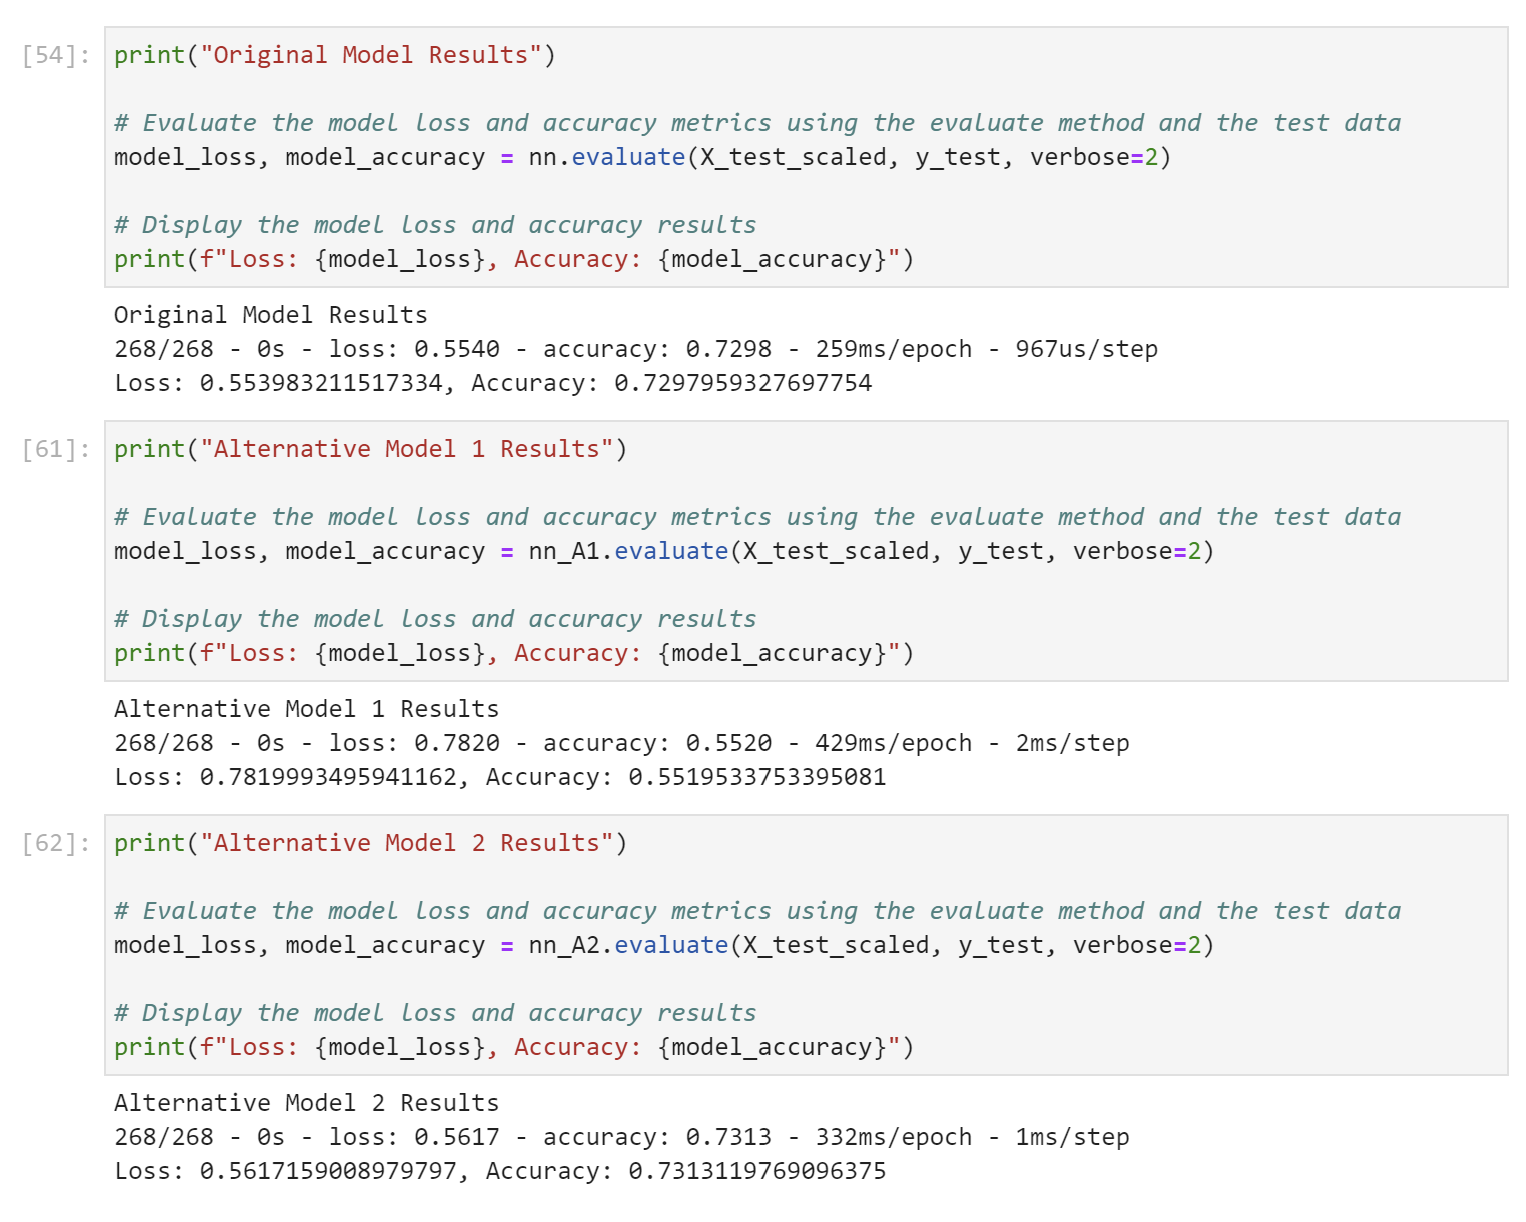 [54]: print("Original Model Results")
# Evaluate the model loss and accuracy metrics using the evaluate method and the test data
model_loss, model_accuracy = nn.evaluate(X_test_scaled, y_test, verbose=2)
# Display the model loss and accuracy results
print(f"Loss: {model_loss}, Accuracy: {model_accuracy}")
Original Model Results
268/268 - 0s - loss: 0.5540 - accuracy: 0.7298 - 259ms/epoch - 967us/step
Loss: 0.553983211517334, Accuracy: 0.7297959327697754
[61]: print("Alternative Model 1 Results")
# Evaluate the model loss and accuracy metrics using the evaluate method and the test data
model_loss, model_accuracy = nn_A1.evaluate(X_test_scaled, y_test, verbose=2)
# Display the model loss and accuracy results
print(f"Loss: {model_loss}, Accuracy: {model_accuracy}")
Alternative Model 1 Results
268/268 - 0s - loss: 0.7820 - accuracy: 0.5520 - 429ms/epoch - 2ms/step
Loss: 0.7819993495941162, Accuracy: 0.5519533753395081
[62]: print("Alternative Model 2 Results")
# Evaluate the model loss and accuracy metrics using the evaluate method and the test data
model_loss, model_accuracy = nn_A2.evaluate(X_test_scaled, y_test, verbose=2)
# Display the model loss and accuracy results
print(f"Loss: {model_loss}, Accuracy: {model_accuracy}")
Alternative Model 2 Results
268/268 - 0s - loss: 0.5617 - accuracy: 0.7313 - 332ms/epoch - 1ms/step
Loss: 0.5617159008979797, Accuracy: 0.7313119769096375